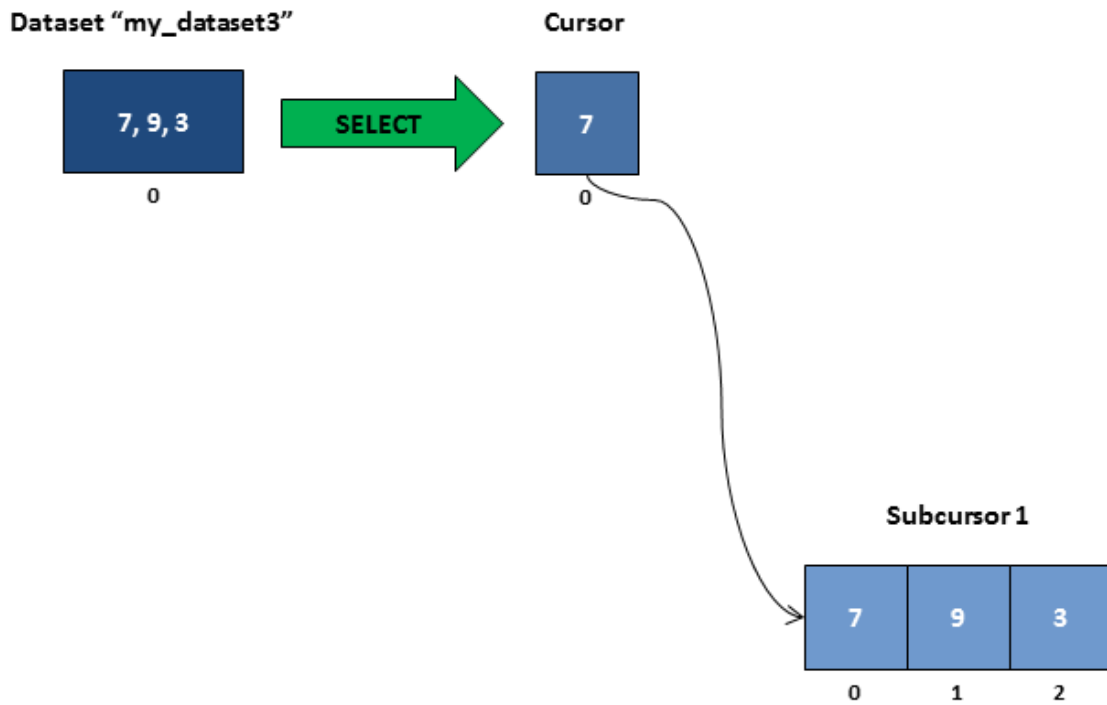 Dataset “my_dataset3”
Cursor
7, 9, 3
SELECT
7
0
0
Subcursor 1
7
9
3
0
1
2